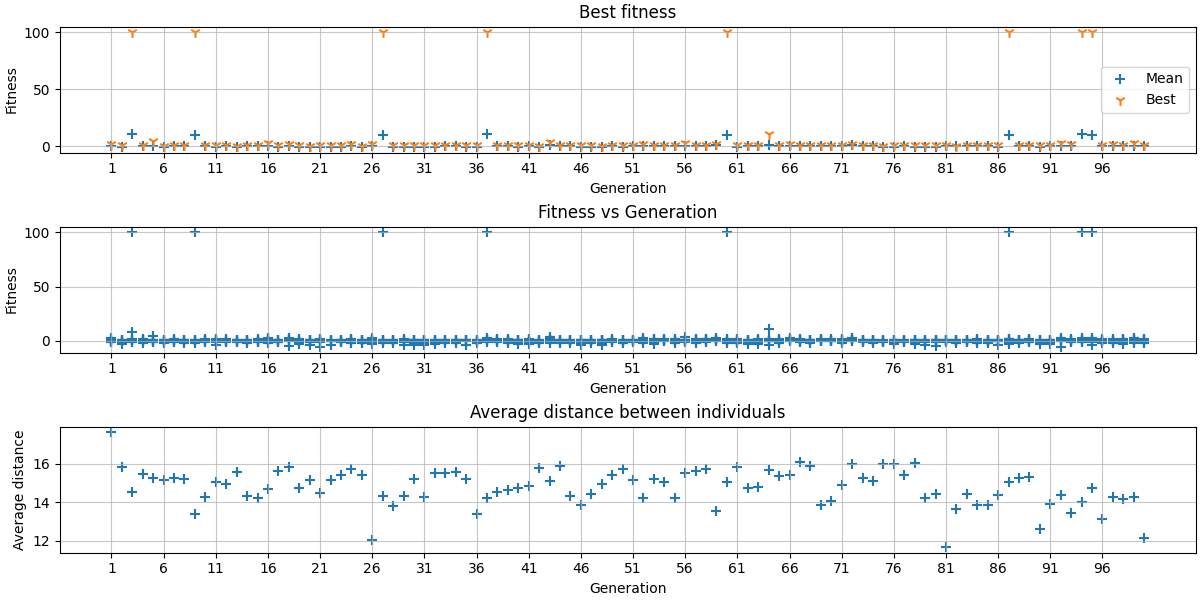 Best fitness
100
50
0
Fitness
Mean
Best
1 6 11 16 21 26 31 36 41 46 51 56 61 66 71 76 81 86 91 96
Generation
Fitness vs Generation
100
50
0
Fitness
1 6 11 16 21 26 31 36 41 46 51 56 61 66 71 76 81 86 91 96
Generation
Average distance between individuals
16
14
12
Average distance
1 6 11 16 21 26 31 36 41 46 51 56 61 66 71 76 81 86 91 96
Generation